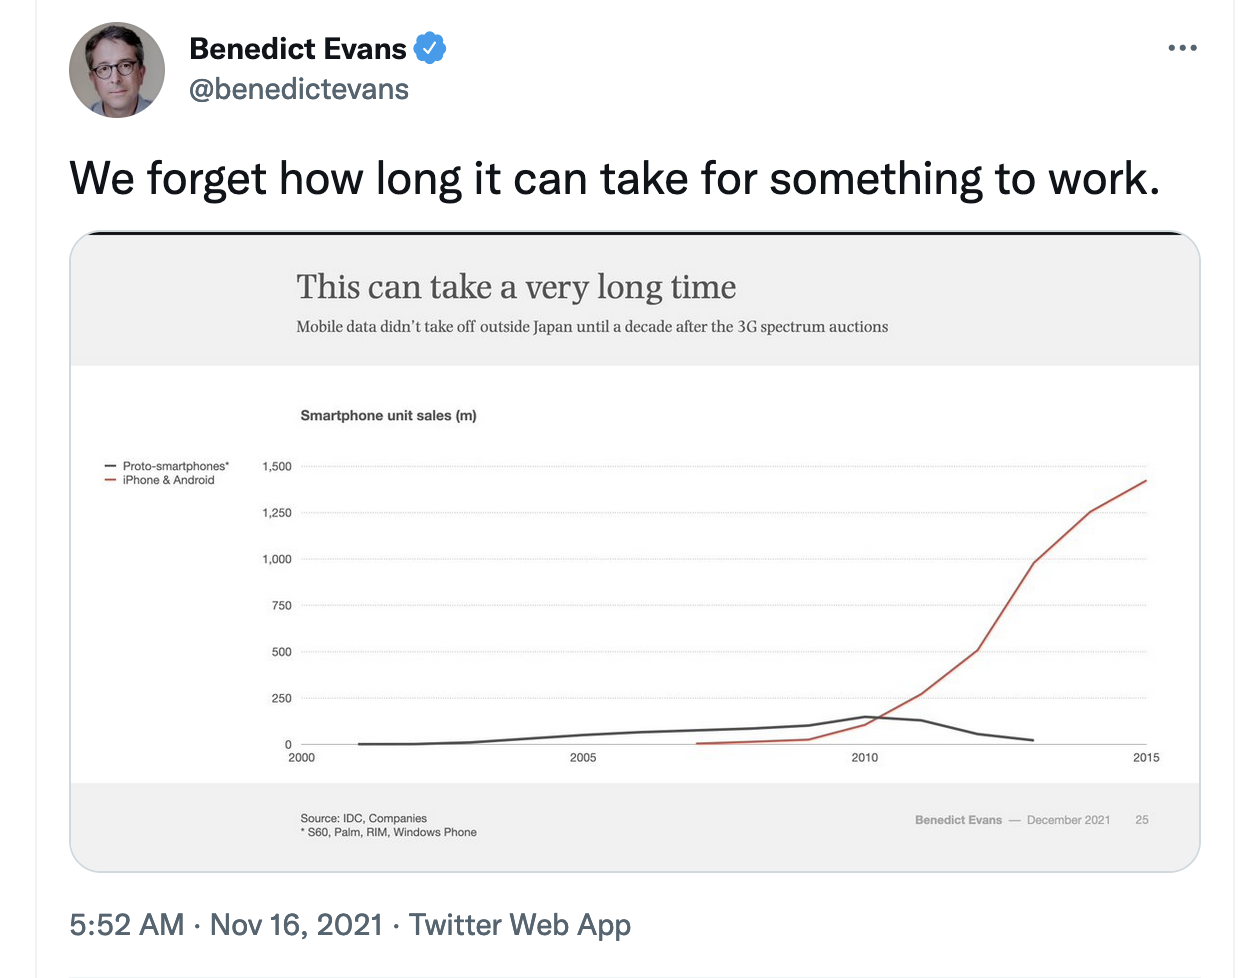 Benedict Evans
@benedictevans
We forget how long it can take for something to work.
This can take a very long time
Mobile data didn't take off outside Japan until a decade after the 3G spectrum auctions
Smartphone unit sales (m)
Proto-smartphones*
iPhone & Android
1,500
1,250
1,000
750
500
250
0
2000 2005 2010 2015
Source: IDC, Companies
* S60, Palm, RIM, Windows Phone
Benedict Evans — December 2021 25
5:52 AM · Nov 16, 2021 · Twitter Web App